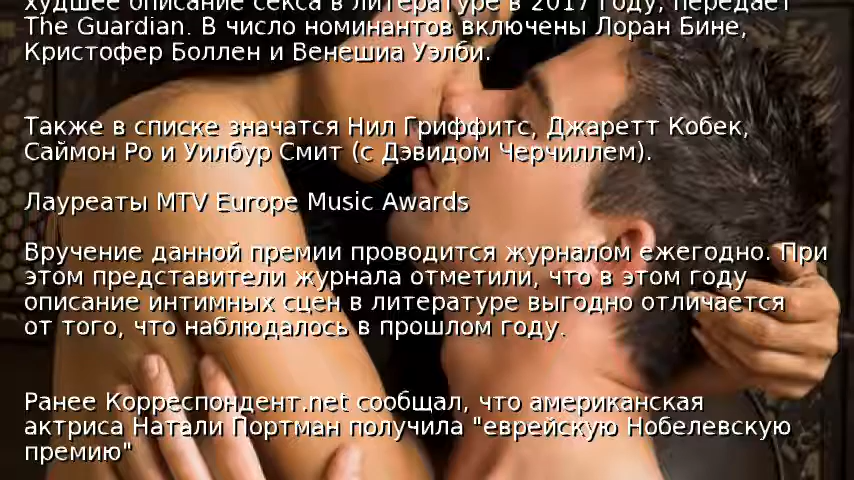 худшее описание секса в литературе в 2017 году, передает
The Guardian. В число номинантов включены Лоран Бине,
Кристофер Боллен и Венешиа Уэлби.
Также в списке значатся Нил Гриффитс, Джаретт Кобек,
Саймон Ро и Уилбур Смит (с Дэвидом Черчиллем).
Лауреаты MTV Europe Music Awards
Вручение данной премии проводится журналом ежегодно. При
этом представители журнала отметили, что в этом году
описание интимных сцен в литературе выгодно отличается
от того, что наблюдалось в прошлом году.
Ранее Корреспондент.net сообщал, что американская
актриса Натали Портман получила "еврейскую Нобелевскую
премию"